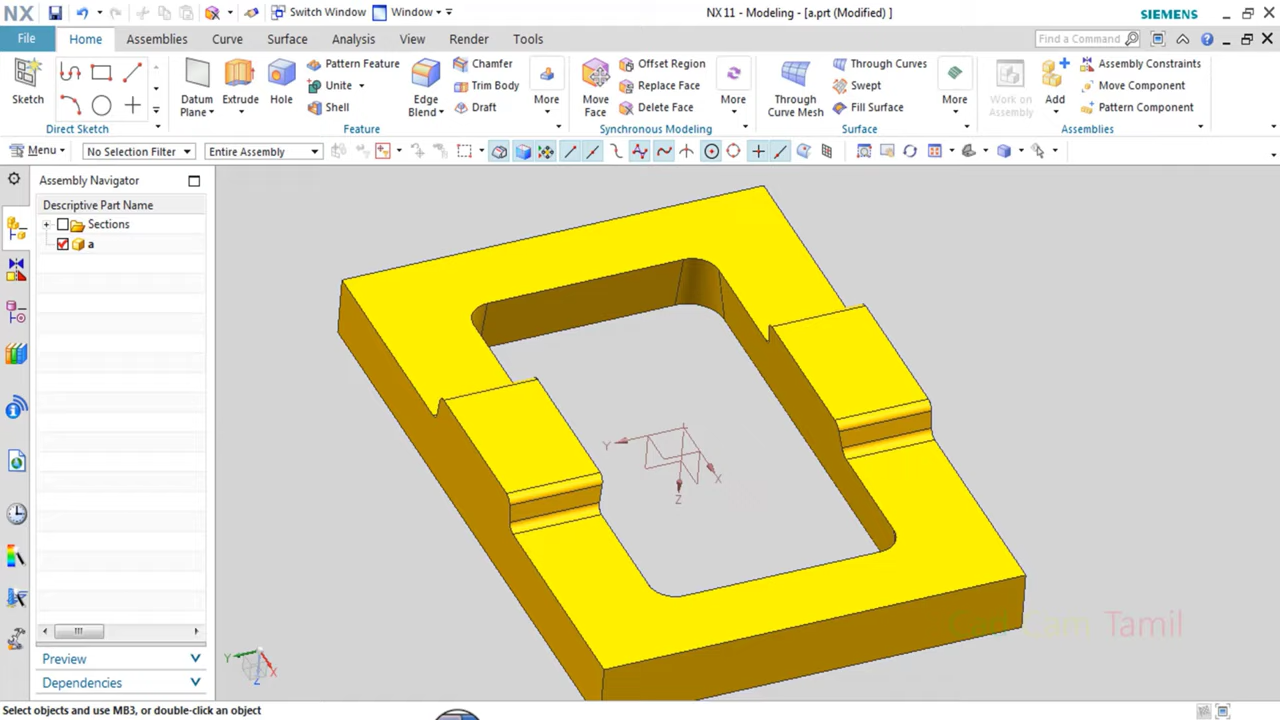 NX
Switch Window
Window
NX 11 - Modeling - [a.prt (Modified) ]
SIEMENS
File
Home
Assemblies
Curve
Surface
Analysis
View
Render
Tools
Find a Command
Sketch
Direct Sketch
Datum Plane
Extrude
Hole
Pattern Feature
Unite
Shell
Edge Blend
Chamfer
Trim Body
Draft
More
Feature
Move Face
Offset Region
Replace Face
Delete Face
More
Synchronous Modeling
Through Curve Mesh
Through Curves
Swept
Fill Surface
More
Surface
Work on Assembly
Add
Assembly Constraints
Move Component
Pattern Component
Assemblies
Menu
No Selection Filter
Entire Assembly
Assembly Navigator
Descriptive Part Name
Sections
a
Y
X
Z
Cad Cam Tamil
Y
X
Z
Preview
Dependencies
Select objects and use MB3, or double-click an object